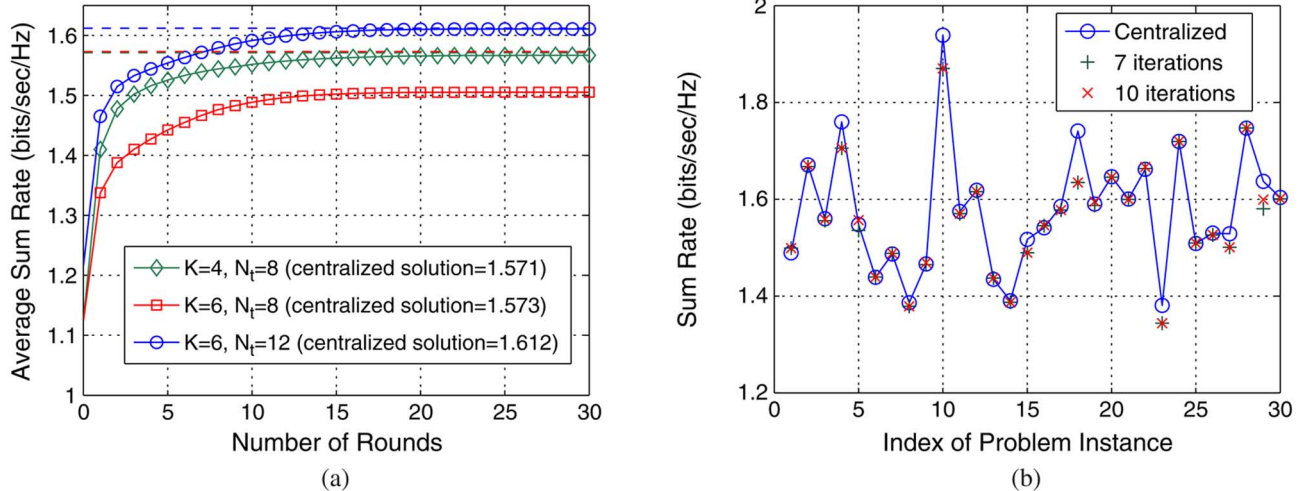 1.6
1.5
1.4
1.3
1.2
1.1
1
Average Sum Rate (bits/sec/Hz)
K=4, Nt=8 (centralized solution=1.571)
K=6, Nt=8 (centralized solution=1.573)
K=6, Nt=12 (centralized solution=1.612)
0 5 10 15 20 25 30
Number of Rounds
(a)
2
1.8
1.6
1.4
1.2
Sum Rate (bits/sec/Hz)
Centralized
7 iterations
10 iterations
0 5 10 15 20 25 30
Index of Problem Instance
(b)